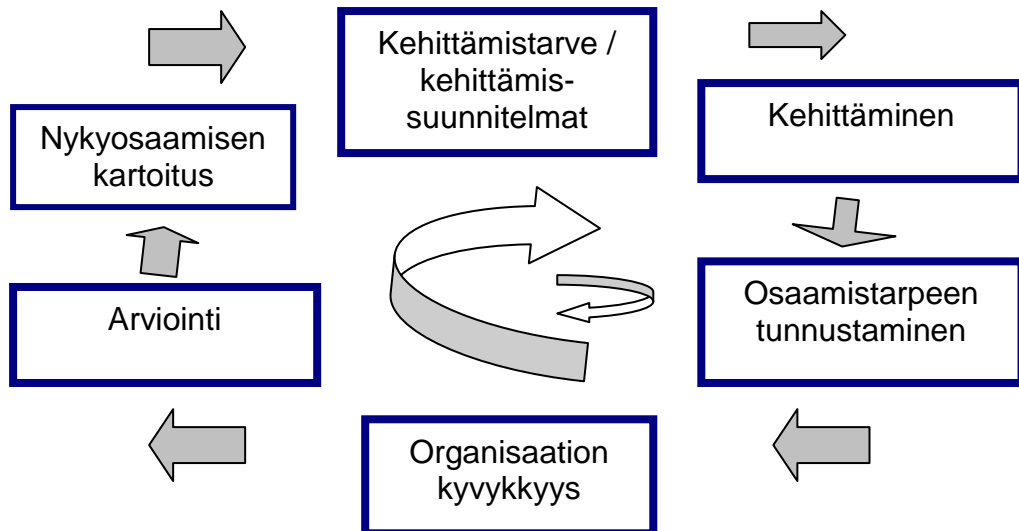 Kehittämistarve /
kehittämis-
suunnitelmat
Kehittäminen
Nykyosaamisen
kartoitus
Arviointi
Osaamistarpeen
tunnustaminen
Organisaation
kyvykkyys